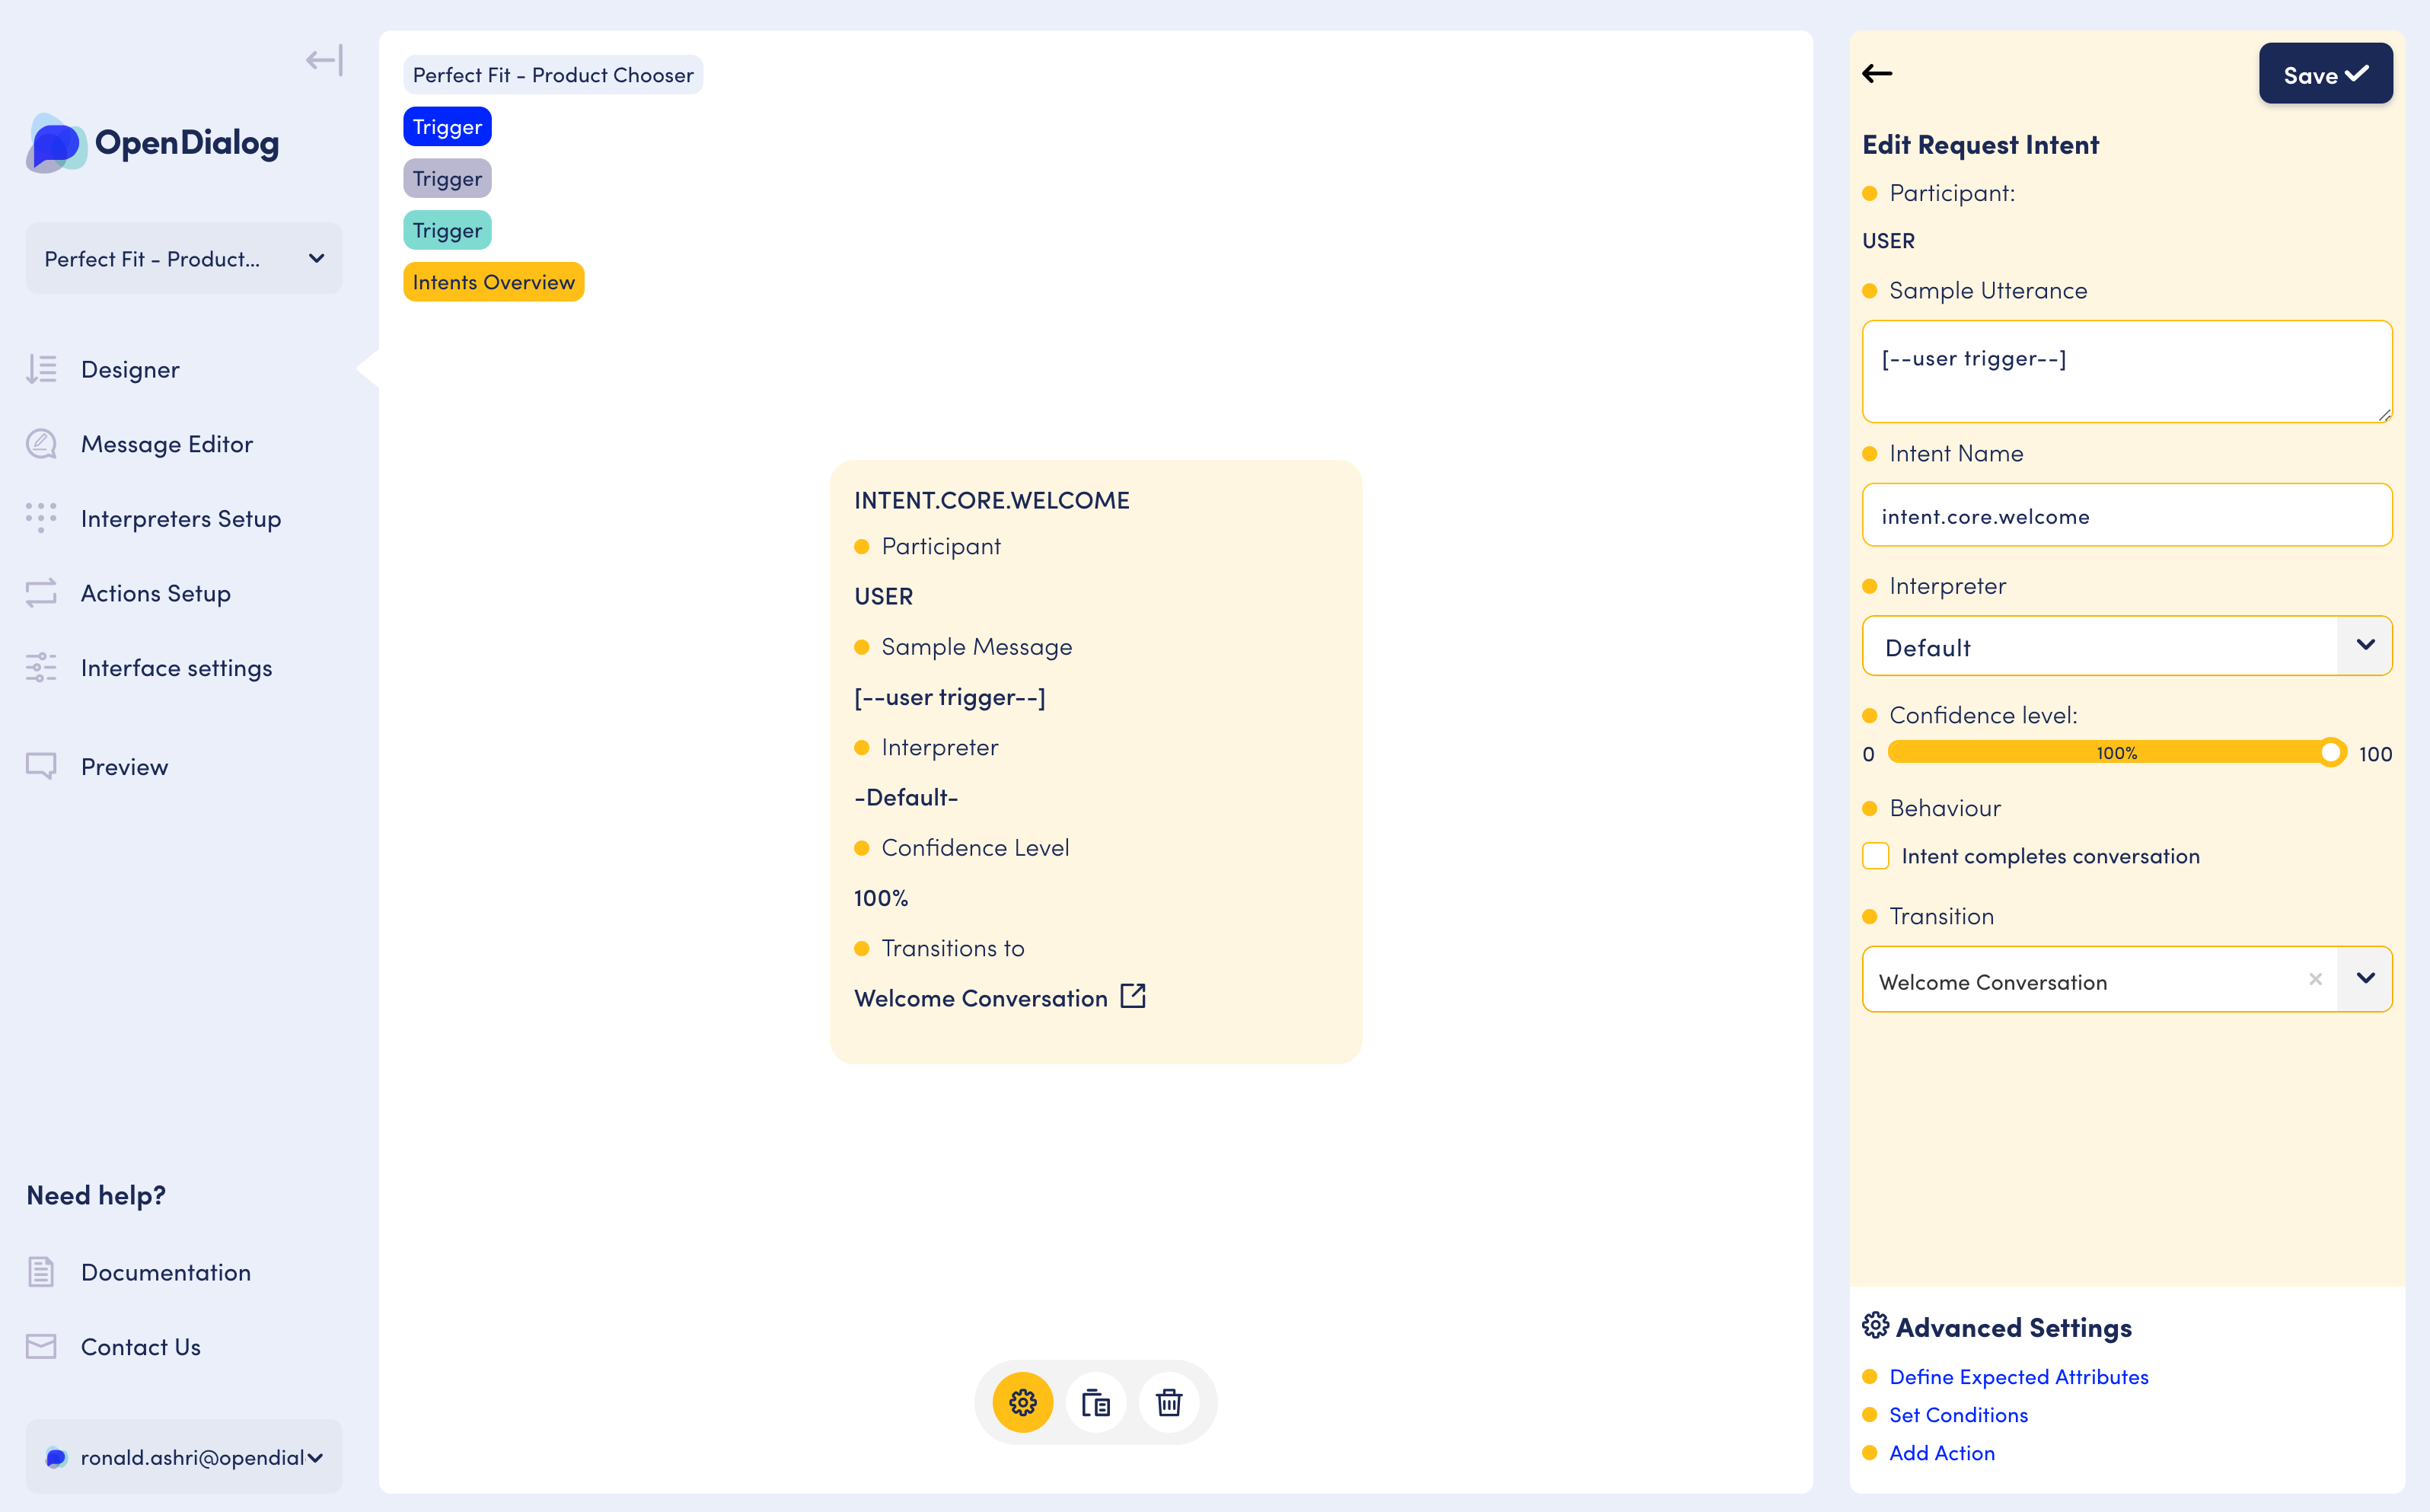 OpenDialog
Perfect Fit - Product...
Designer
Message Editor
Interpreters Setup
Actions Setup
Interface settings
Preview
Need help?
Documentation
Contact Us
ronald.ashri@opendial
Perfect Fit - Product Chooser
Trigger
Trigger
Trigger
Intents Overview
INTENT.CORE.WELCOME
Participant
USER
Sample Message
[--user trigger--]
Interpreter
-Default-
Confidence Level
100%
Transitions to
Welcome Conversation
Save
Edit Request Intent
Participant:
USER
Sample Utterance
[--user trigger--]
Intent Name
intent.core.welcome
Interpreter
Default
Confidence level:
0 100% 100
Behaviour
Intent completes conversation
Transition
Welcome Conversation ×
Advanced Settings
Define Expected Attributes
Set Conditions
Add Action